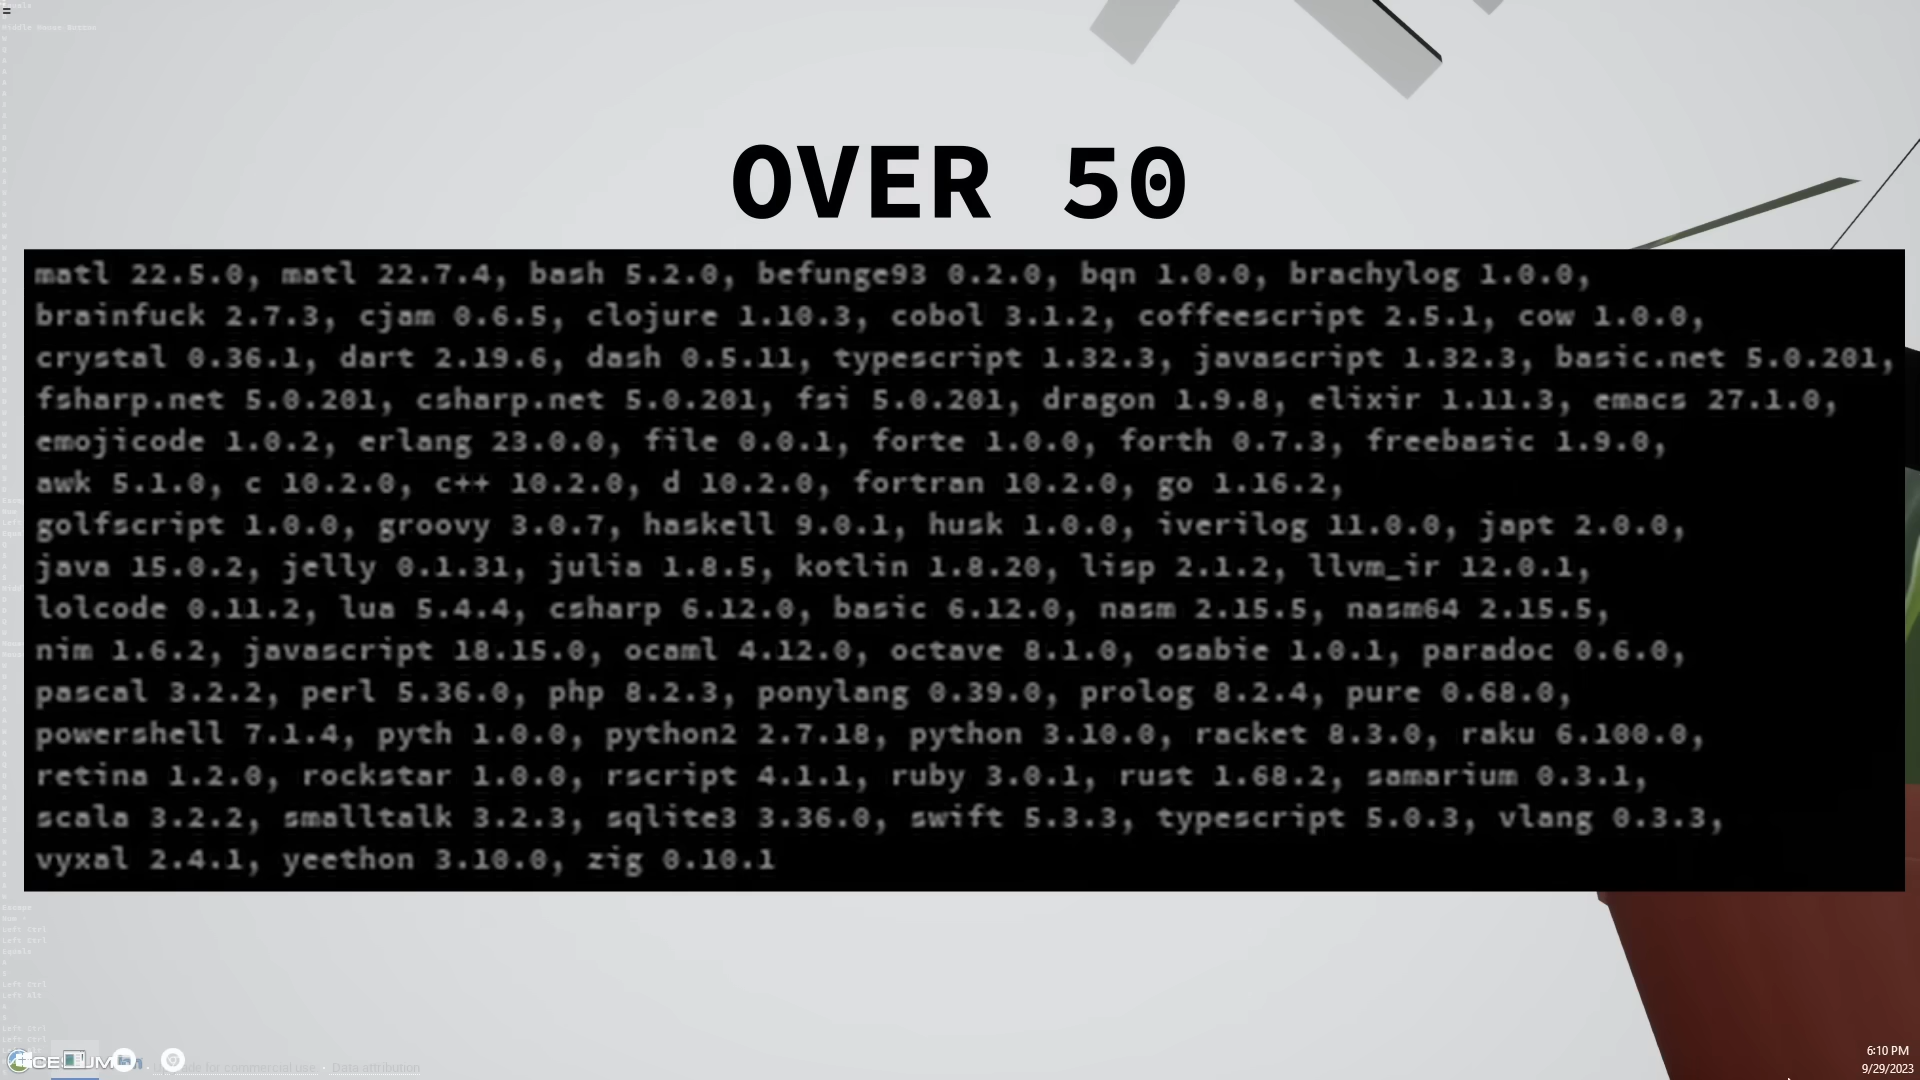 OVER 50
matl 22.5.0, matl 22.7.4, bash 5.2.0, befunge93 0.2.0, bqn 1.0.0, brachylog 1.0.0,
brainfuck 2.7.3, cjam 0.6.5, clojure 1.10.3, cobol 3.1.2, coffeescript 2.5.1, cow 1.0.0,
crystal 0.36.1, dart 2.19.6, dash 0.5.11, typescript 1.32.3, javascript 1.32.3, basic.net 5.0.201,
fsharp.net 5.0.201, csharp.net 5.0.201, fsi 5.0.201, dragon 1.9.8, elixir 1.11.3, emacs 27.1.0,
emojicode 1.0.2, erlang 23.0.0, file 0.0.1, forte 1.0.0, forth 0.7.3, freebasic 1.9.0,
awk 5.1.0, c 10.2.0, c++ 10.2.0, d 10.2.0, fortran 10.2.0, go 1.16.2,
golfscript 1.0.0, groovy 3.0.7, haskell 9.0.1, husk 1.0.0, iverilog 11.0.0, japt 2.0.0,
java 15.0.2, jelly 0.1.31, julia 1.8.5, kotlin 1.8.20, lisp 2.1.2, llvm_ir 12.0.1,
lolcode 0.11.2, lua 5.4.4, csharp 6.12.0, basic 6.12.0, nasm 2.15.5, nasm64 2.15.5,
nim 1.6.2, javascript 18.15.0, ocaml 4.12.0, octave 8.1.0, osabie 1.0.1, paradoc 0.6.0,
pascal 3.2.2, perl 5.36.0, php 8.2.3, ponylang 0.39.0, prolog 8.2.4, pure 0.68.0,
powershell 7.1.4, pyth 1.0.0, python2 2.7.18, python 3.10.0, racket 8.3.0, raku 6.100.0,
retina 1.2.0, rockstar 1.0.0, rscript 4.1.1, ruby 3.0.1, rust 1.68.2, samarium 0.3.1,
scala 3.2.2, smalltalk 3.2.3, sqlite3 3.36.0, swift 5.3.3, typescript 5.0.3, vlang 0.3.3,
vyxal 2.4.1, yeethon 3.10.0, zig 0.10.1
Escape
Left Ctrl
Left Ctrl
Equals
Left Ctrl
Left Alt
Left Ctrl
Left Ctrl
CESIUM
for commercial use · Data attribution
6:10 PM
9/29/2023